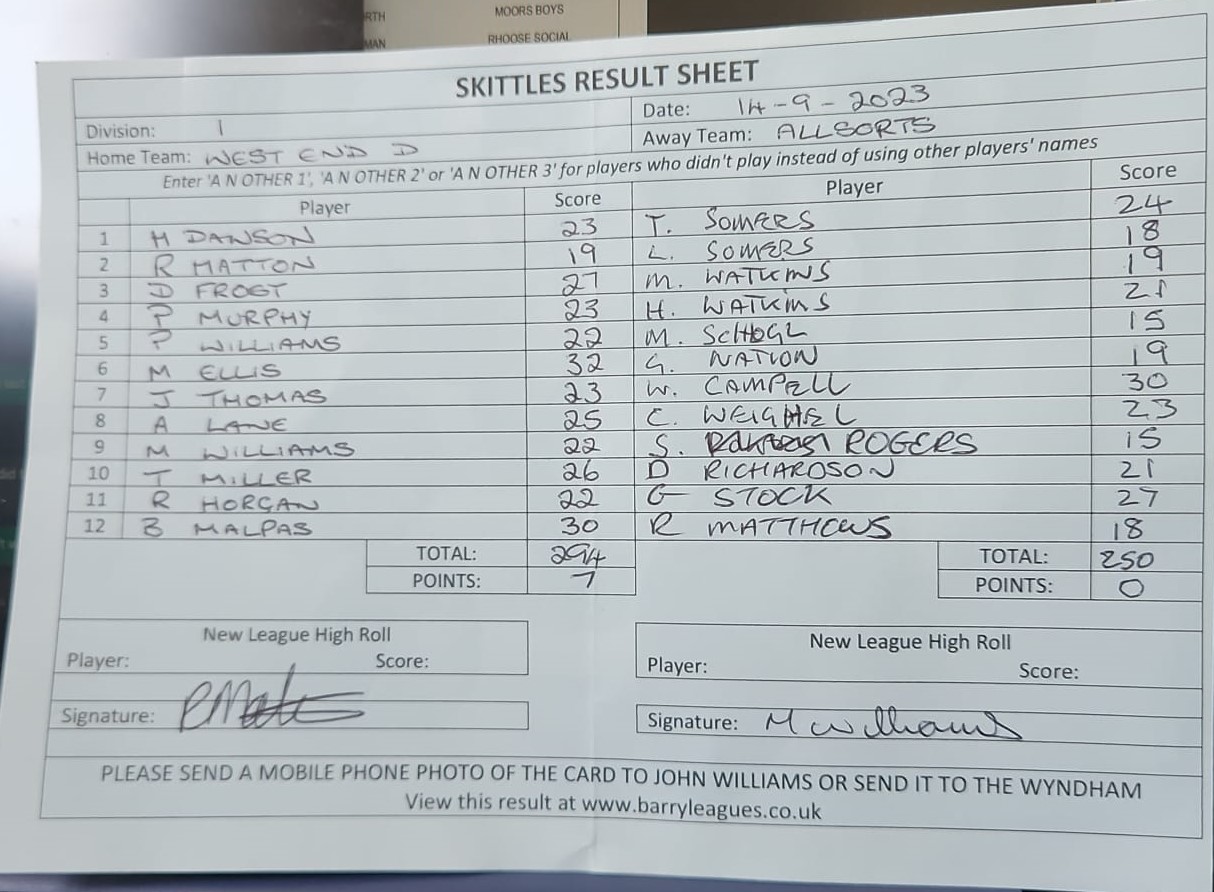 RTH MOORS BOYS
MAN RHOOSE SOCIAL
SKITTLES RESULT SHEET
Division: 1 Date: 14-9-2023
Home Team: WEST END D Away Team: ALLSORTS
Enter 'A N OTHER 1', 'A N OTHER 2' or 'A N OTHER 3' for players who didn't play instead of using other players' names
Player Score Player Score
1 H DAWSON 23 T. SOMERS 24
2 R MATTON 19 L. SOMERS 18
3 D FROST 27 M. WATKINS 19
4 P MURPHY 23 H. WATKINS 21
5 P WILLIAMS 22 M. SCHOGL 15
6 M ELLIS 32 G. NATION 19
7 J THOMAS 23 W. CAMPELL 30
8 A LANE 25 C. WEIGHEL 23
9 M WILLIAMS 22 S. ROGERS 15
10 T MILLER 26 D RICHARDSON 21
11 R HORGAN 22 G STOCK 27
12 B MALPAS 30 R MATTHEWS 18
TOTAL: 294 TOTAL: 250
POINTS: 7 POINTS: 0
New League High Roll New League High Roll
Player: Score: Player: Score:
Signature: Signature: M Williams
PLEASE SEND A MOBILE PHONE PHOTO OF THE CARD TO JOHN WILLIAMS OR SEND IT TO THE WYNDHAM
View this result at www.barryleagues.co.uk